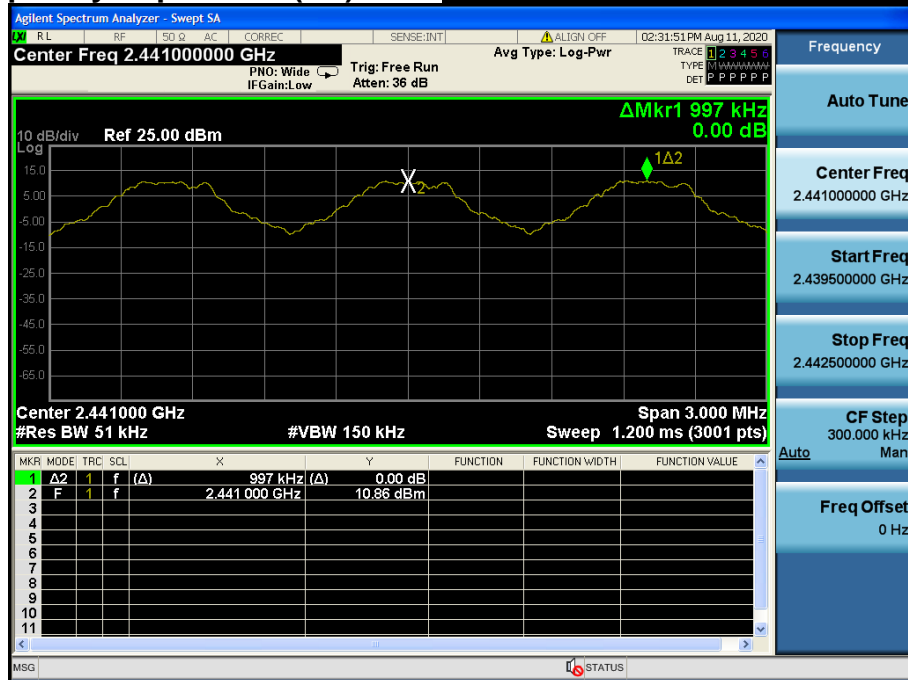 Agilent Spectrum Analyzer - Swept SA
LXI RL RF 50 Ω AC CORREC SENSE:INT ALIGN OFF 02:31:51 PM Aug 11, 2020
Center Freq 2.441000000 GHz Avg Type: Log-Pwr TRACE 1 2 3 4 5 6
PNO: Wide Trig: Free Run TYPE M W W W W W
IFGain:Low Atten: 36 dB DET P P P P P P
ΔMkr1 997 kHz
0.00 dB
10 dB/div Ref 25.00 dBm
Log
1Δ2
15.0
X2
5.00
-5.00
-15.0
-25.0
-35.0
-45.0
-55.0
-65.0
Center 2.441000 GHz Span 3.000 MHz
#Res BW 51 kHz #VBW 150 kHz Sweep 1.200 ms (3001 pts)
MKR MODE TRC SCL X Y FUNCTION FUNCTION WIDTH FUNCTION VALUE
1 Δ2 1 f (Δ) 997 kHz (Δ) 0.00 dB
2 F 1 f 2.441 000 GHz 10.86 dBm
3
4
5
6
7
8
9
10
11
MSG STATUS
Frequency
Auto Tune
Center Freq
2.441000000 GHz
Start Freq
2.439500000 GHz
Stop Freq
2.442500000 GHz
CF Step
300.000 kHz
Auto Man
Freq Offset
0 Hz